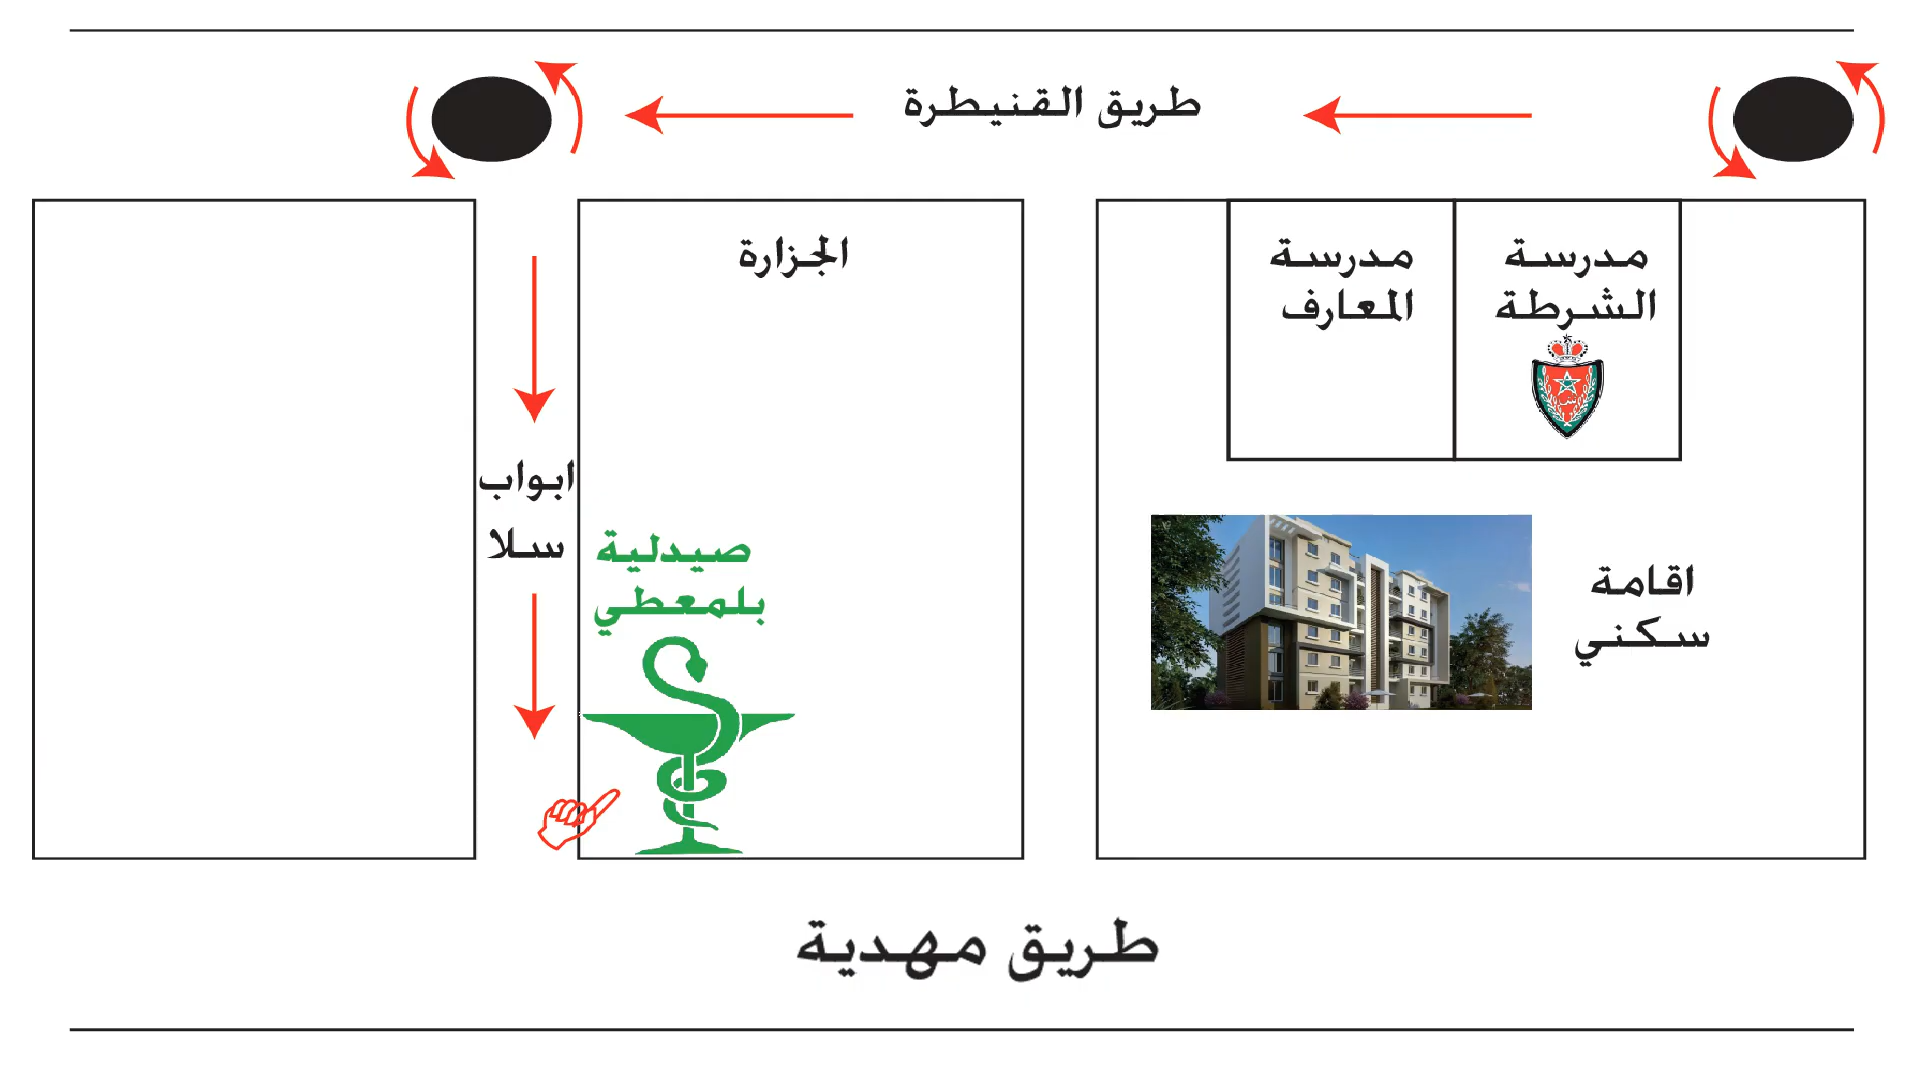 طريق القنيطرة
مدرسة
الشرطة
مدرسة
المعارف
الجزارة
ابواب
سلا
صيدلية
بلمعطي
اقامة
سكني
طريق مهدية